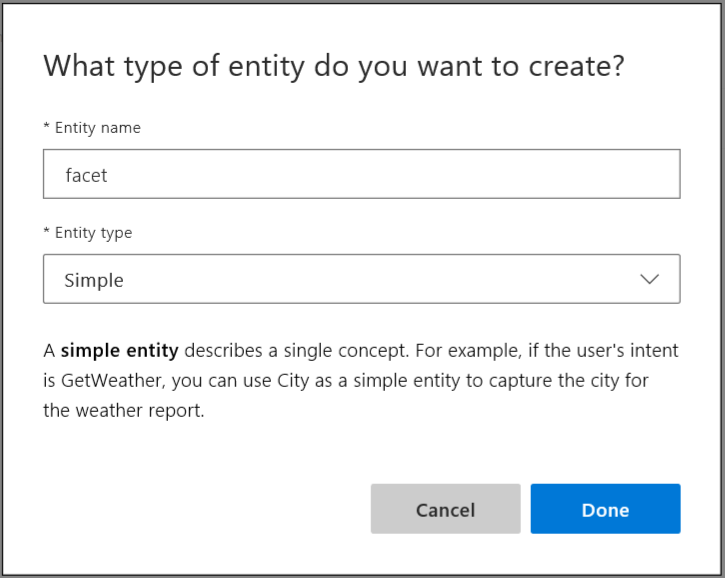 What type of entity do you want to create?
* Entity name
facet
* Entity type
Simple
A simple entity describes a single concept. For example, if the user's intent
is GetWeather, you can use City as a simple entity to capture the city for
the weather report.
Cancel Done